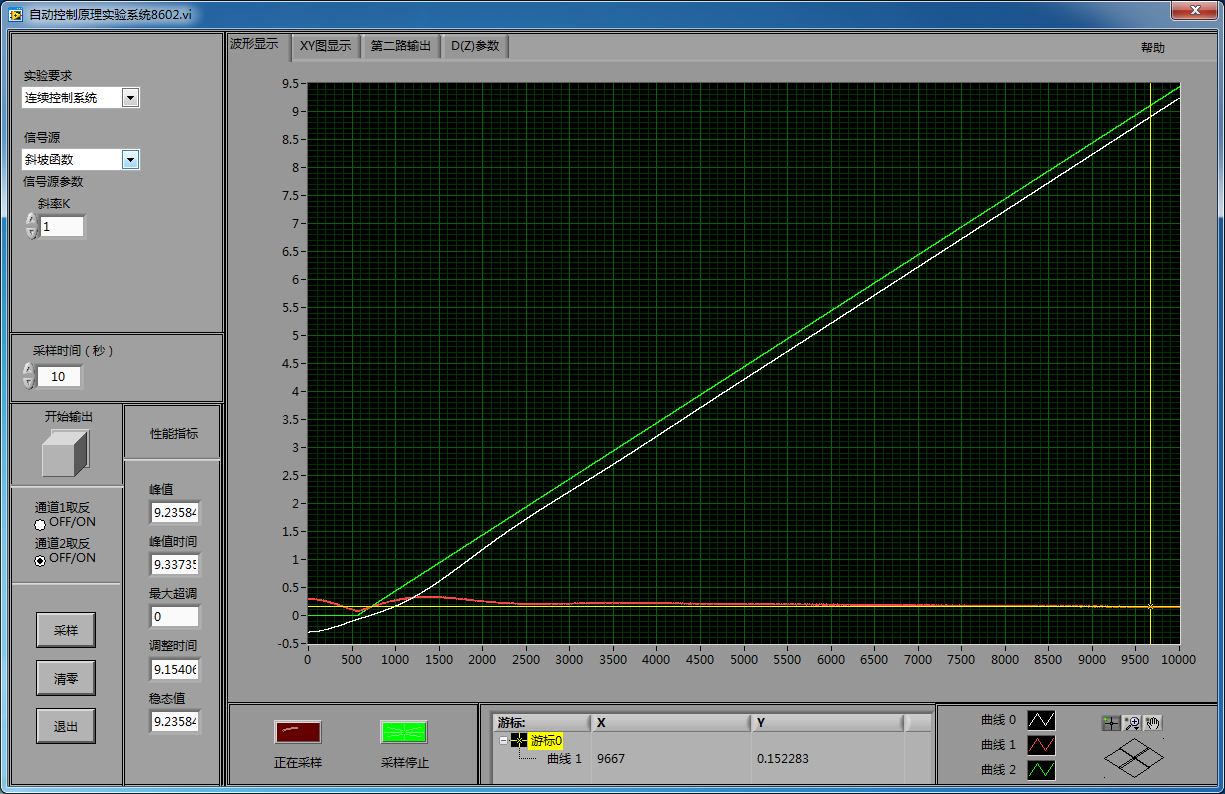 自动控制原理实验系统8602.vi
波形显示 XY图显示 第二路输出 D(Z)参数 帮助
实验要求
连续控制系统
信号源
斜坡函数
信号源参数
斜率K
1
采样时间（秒）
10
开始输出
通道1取反
OFF/ON
通道2取反
OFF/ON
采样
清零
退出
性能指标
峰值
9.23584
峰值时间
9.33735
最大超调
0
调整时间
9.15406
稳态值
9.23584
9.5
9
8.5
8
7.5
7
6.5
6
5.5
5
4.5
4
3.5
3
2.5
2
1.5
1
0.5
0
-0.5
0 500 1000 1500 2000 2500 3000 3500 4000 4500 5000 5500 6000 6500 7000 7500 8000 8500 9000 9500 10000
正在采样 采样停止
游标: X Y
游标0
曲线 1 9667 0.152283
曲线 0
曲线 1
曲线 2